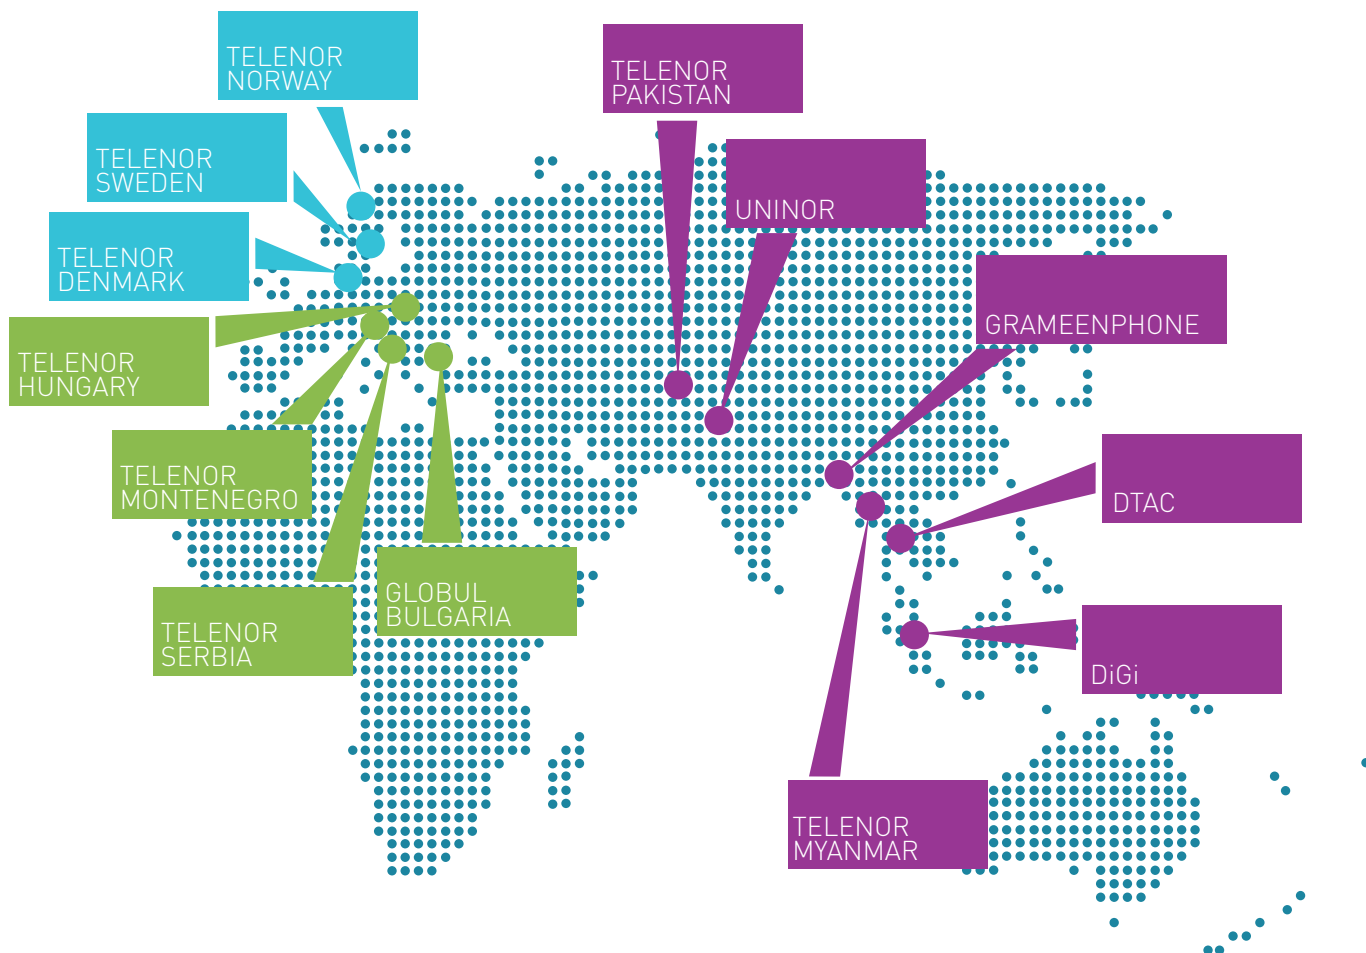 TELENOR
NORWAY
TELENOR
PAKISTAN
TELENOR
SWEDEN
UNINOR
TELENOR
DENMARK
GRAMEENPHONE
TELENOR
HUNGARY
TELENOR
MONTENEGRO
DTAC
GLOBUL
BULGARIA
TELENOR
SERBIA
DiGi
TELENOR
MYANMAR